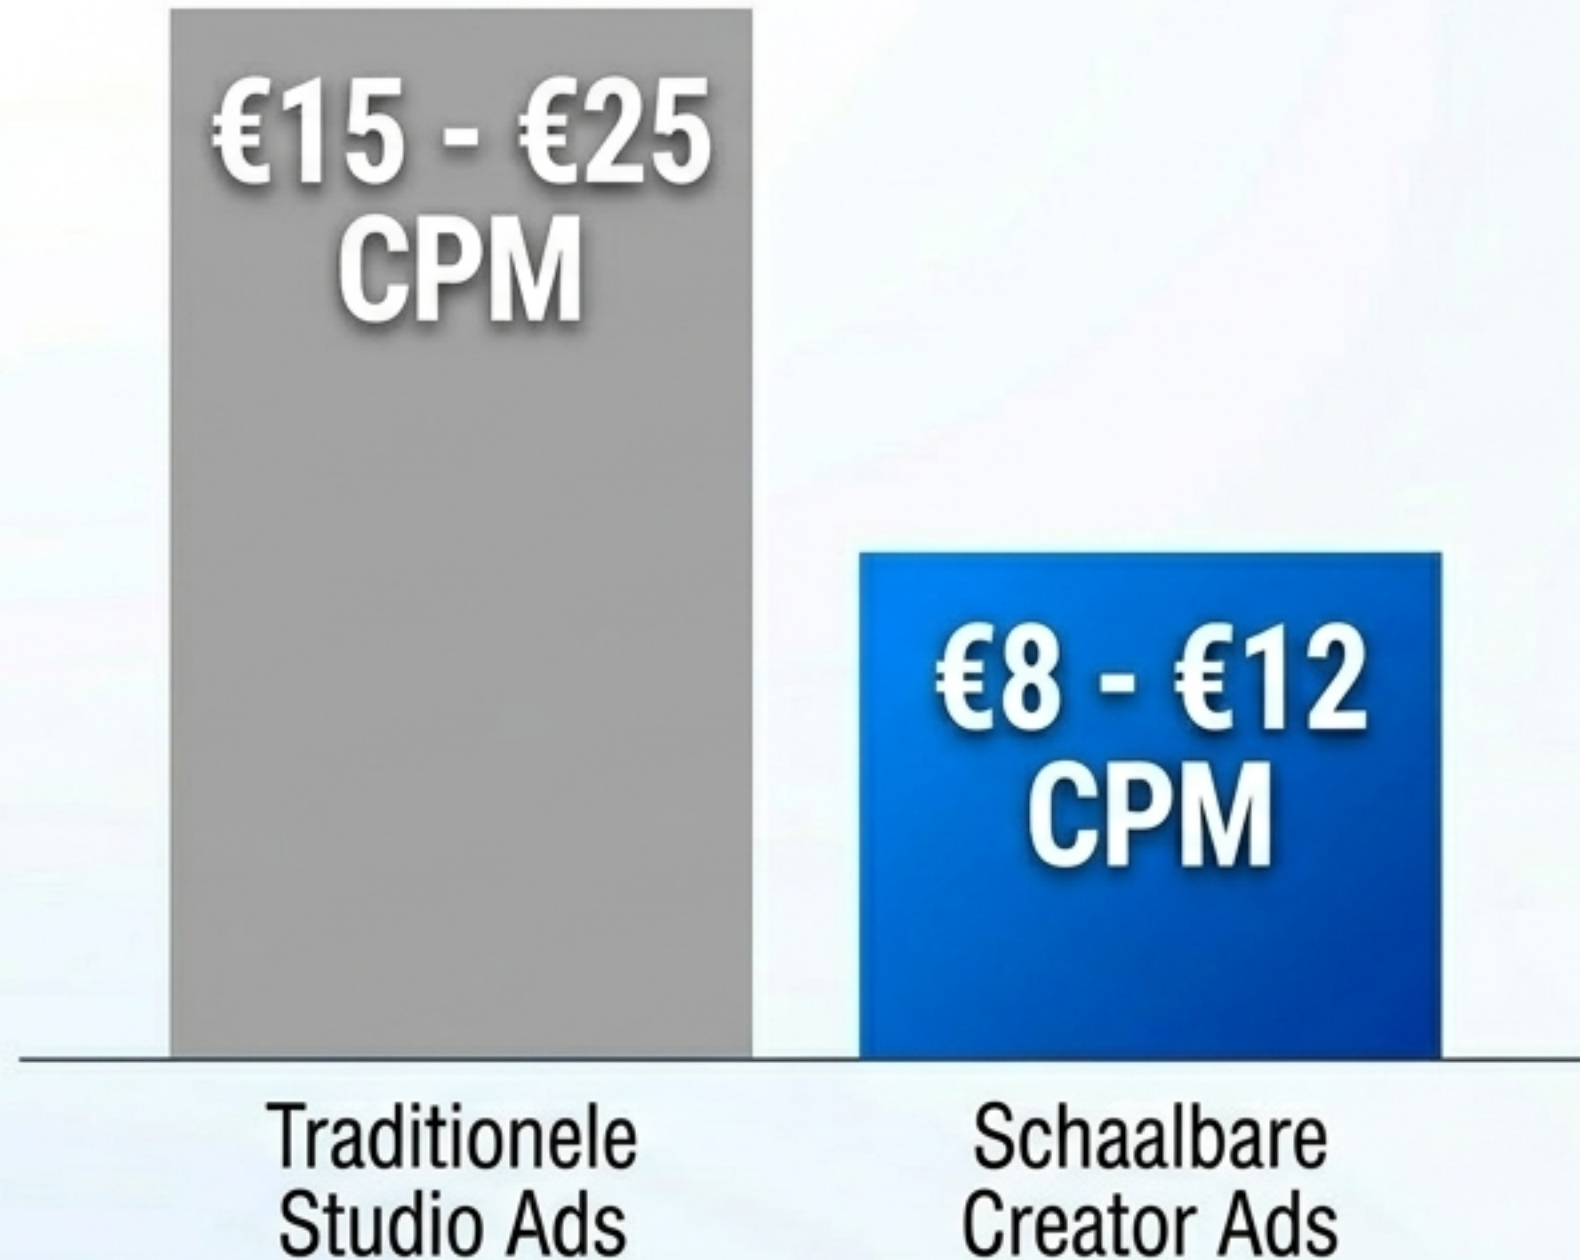 €15 - €25
CPM
€8 - €12
CPM
Traditionele
Studio Ads
Schaalbare
Creator Ads